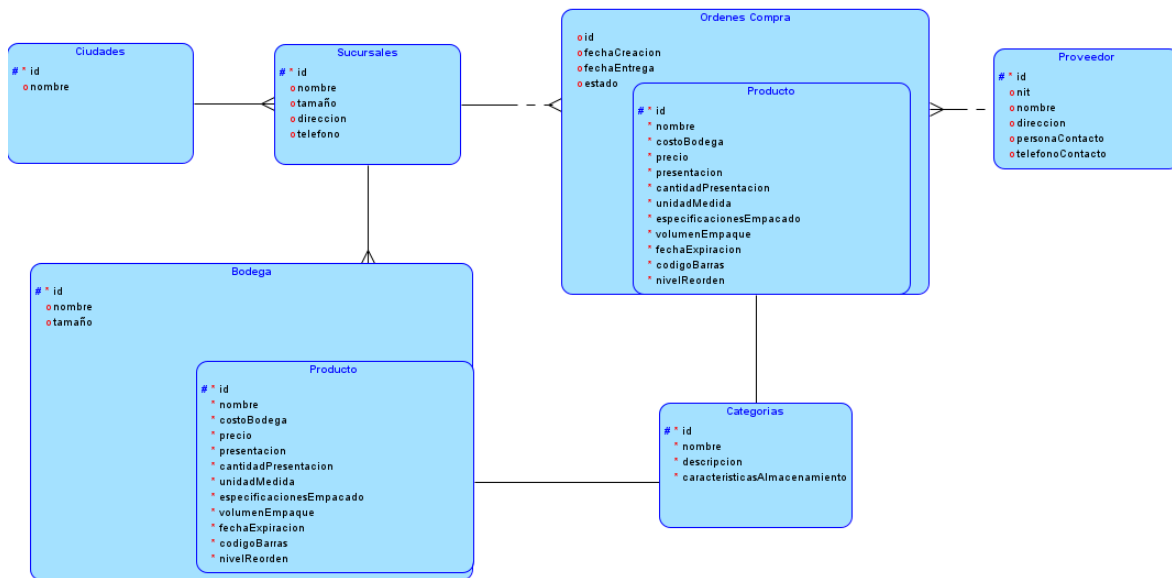 Ciudades
# * id
o nombre
Sucursales
# * id
o nombre
o tamaño
o direccion
o telefono
Ordenes Compra
o id
o fechaCreacion
o fechaEntrega
o estado
Producto
# * id
* nombre
* costoBodega
* precio
* presentacion
* cantidadPresentacion
* unidadMedida
* especificacionesEmpacado
* volumenEmpaque
* fechaExpiracion
* codigoBarras
* nivelReorden
Proveedor
# * id
o nit
o nombre
o direccion
o personaContacto
o telefonoContacto
Bodega
# * id
o nombre
o tamaño
Producto
# * id
* nombre
* costoBodega
* precio
* presentacion
* cantidadPresentacion
* unidadMedida
* especificacionesEmpacado
* volumenEmpaque
* fechaExpiracion
* codigoBarras
* nivelReorden
Categorias
# * id
* nombre
* descripcion
* caracteristicasAlmacenamiento